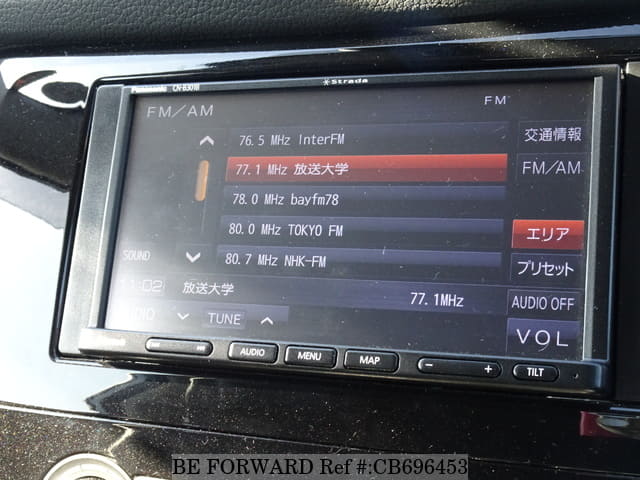 Panasonic CN-B301B
Strada
FM/AM
FM
76.5 MHz InterFM
交通情報
77.1 MHz 放送大学
FM/AM
78.0 MHz bayfm78
80.0 MHz TOKYO FM
エリア
SOUND
80.7 MHz NHK-FM
プリセット
11:02 放送大学
77.1MHz
AUDIO OFF
TUNE
VOL
AUDIO
MENU
MAP
−
+
TILT
BE FORWARD Ref #:CB696453